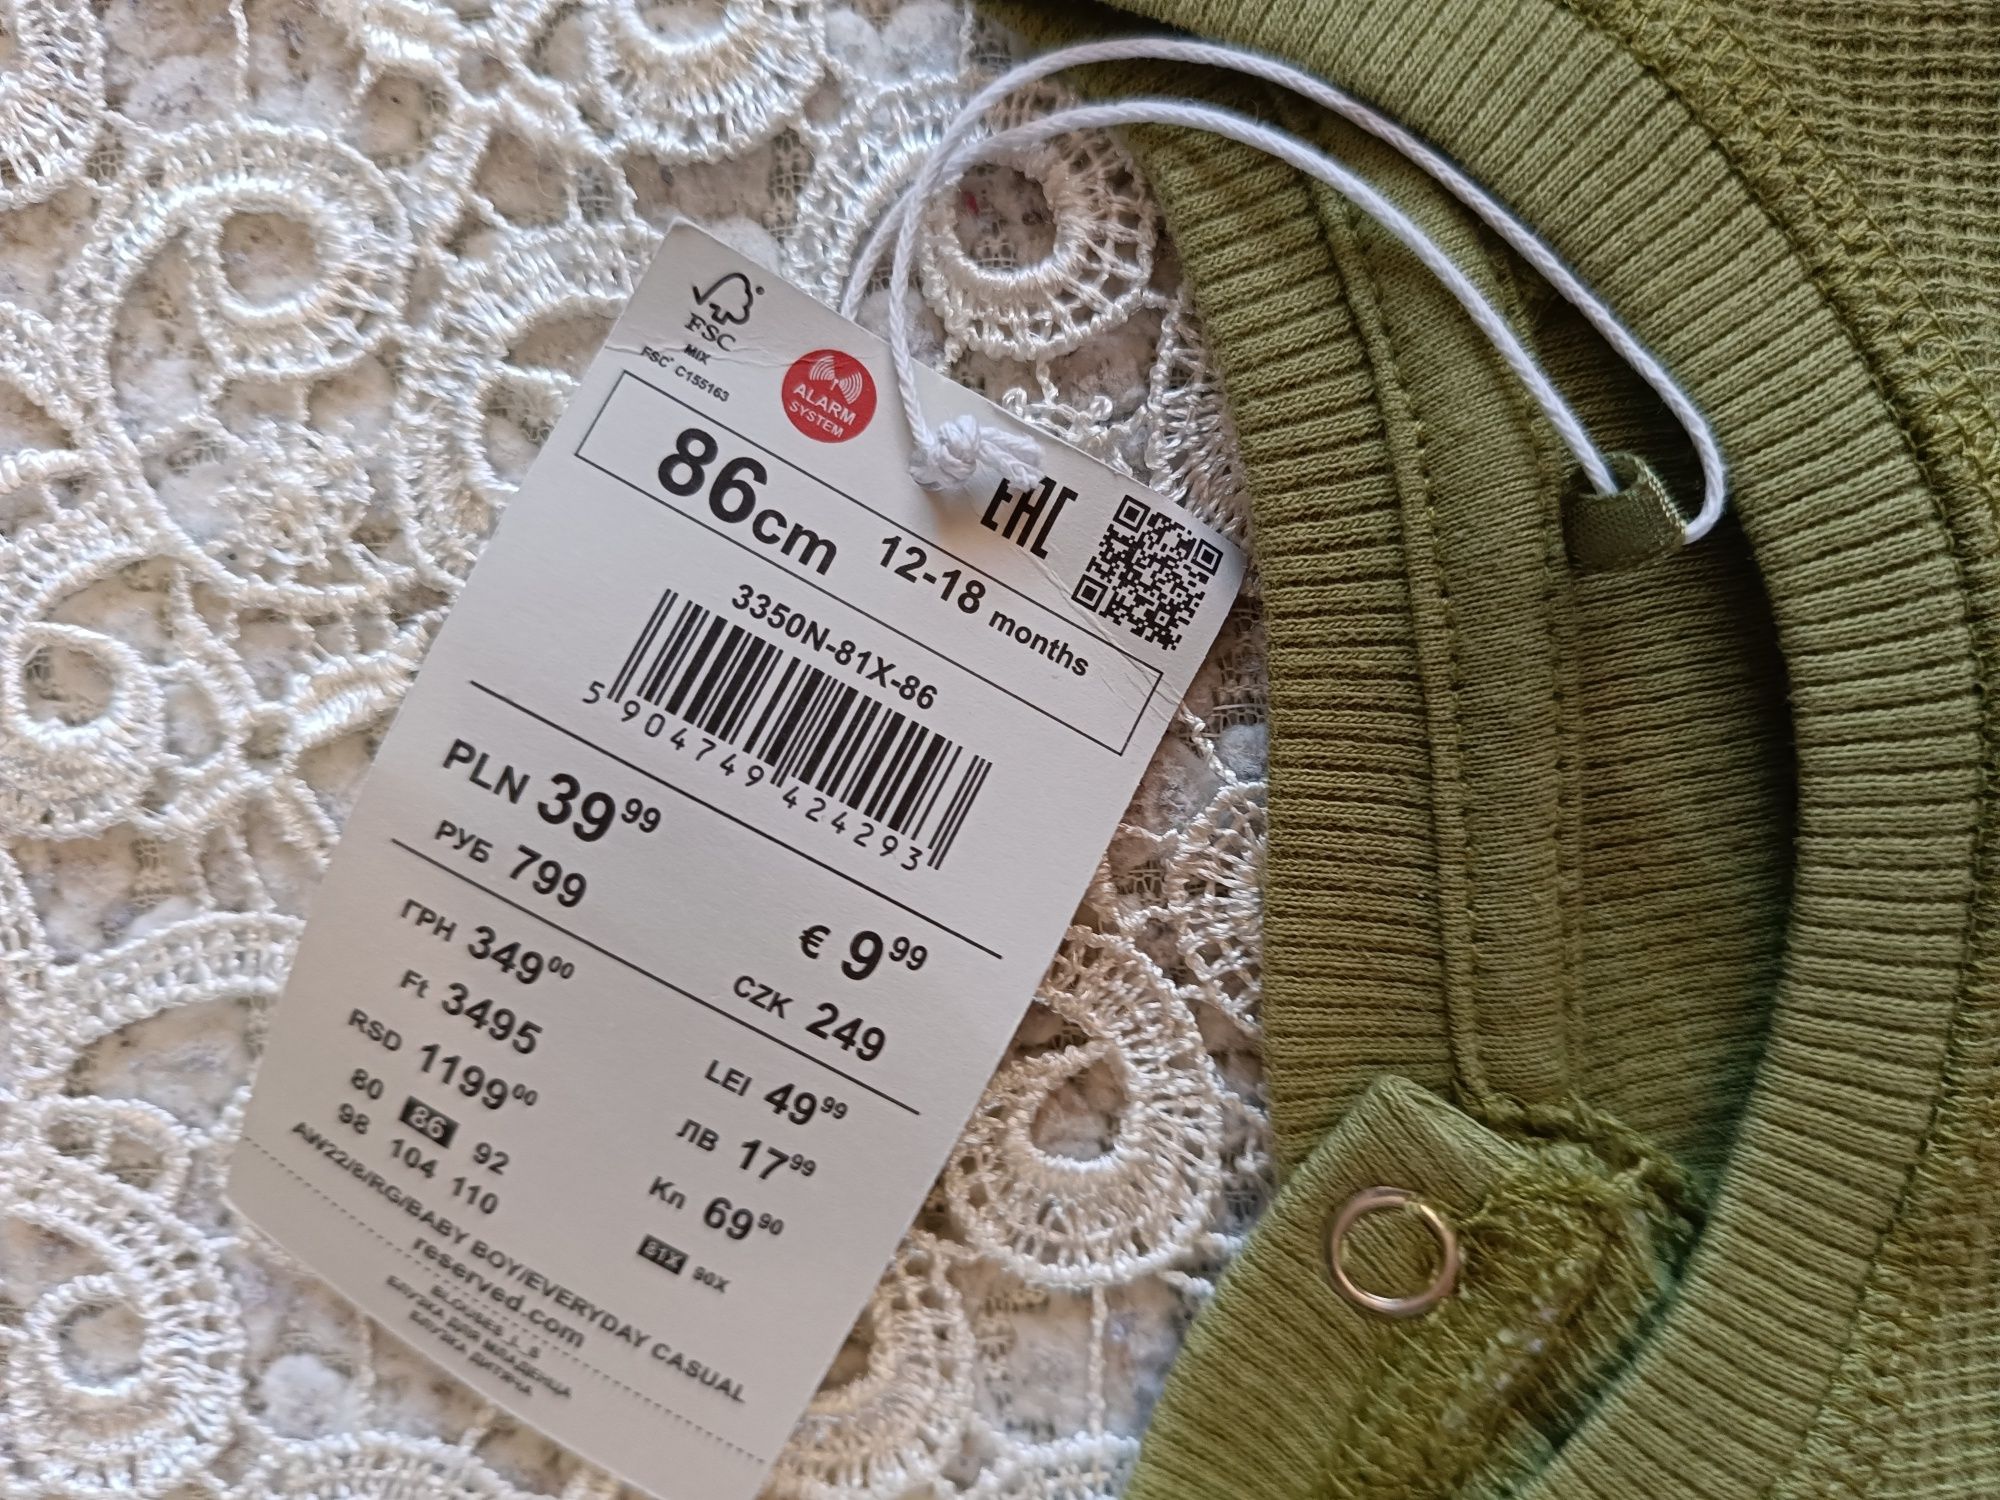 FSC
MIX
FSC® C155163
ALARM
SYSTEM
EAC
86cm 12-18 months
3350N-81X-86
5 904749 424293
PLN 39 99
€ 9 99
РУБ 799
CZK 249
ГРН 349 00
LEI 49 99
Ft 3495
ЛВ 17 99
RSD 1199 00
Kn 69 90
80 86 92
98 104 110
81X 90X
AW22/8/RG/BABY BOY/EVERYDAY CASUAL
reserved.com
BLOUSES_L_S
БЛУЗКА ДЛЯ МЛАДЕНЦА
БЛУЗКА ДИТЯЧА